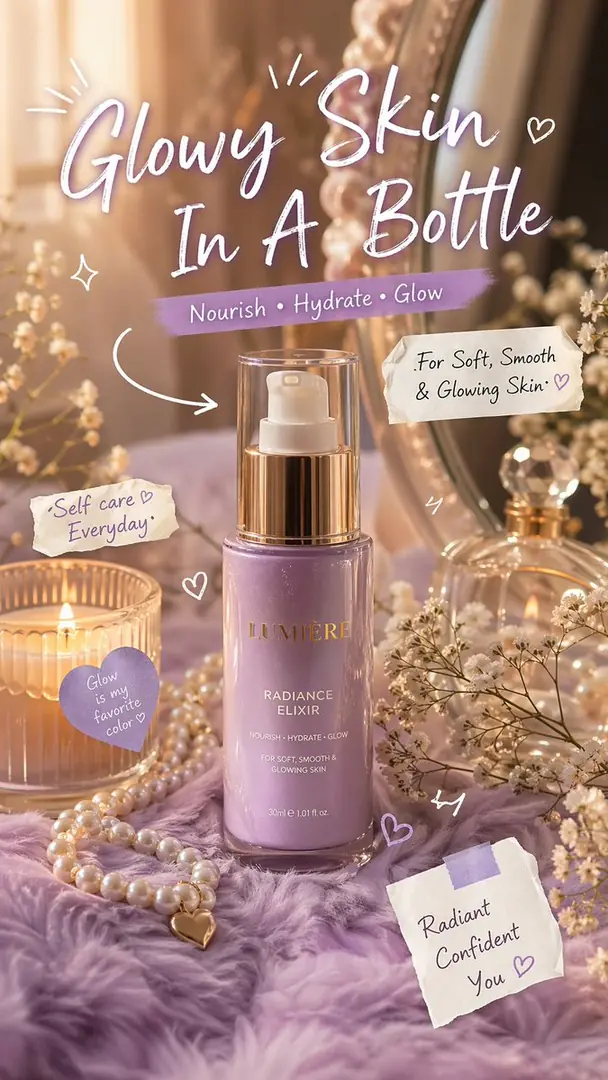 Glowy Skin
In A Bottle
Nourish • Hydrate • Glow
For Soft, Smooth
& Glowing Skin
Self care
Everyday
Glow
is my
favorite
color
LUMIÈRE
RADIANCE
ELIXIR
NOURISH • HYDRATE • GLOW
FOR SOFT, SMOOTH &
GLOWING SKIN
30ml ℮ 1.01 fl. oz.
Radiant
Confident
You